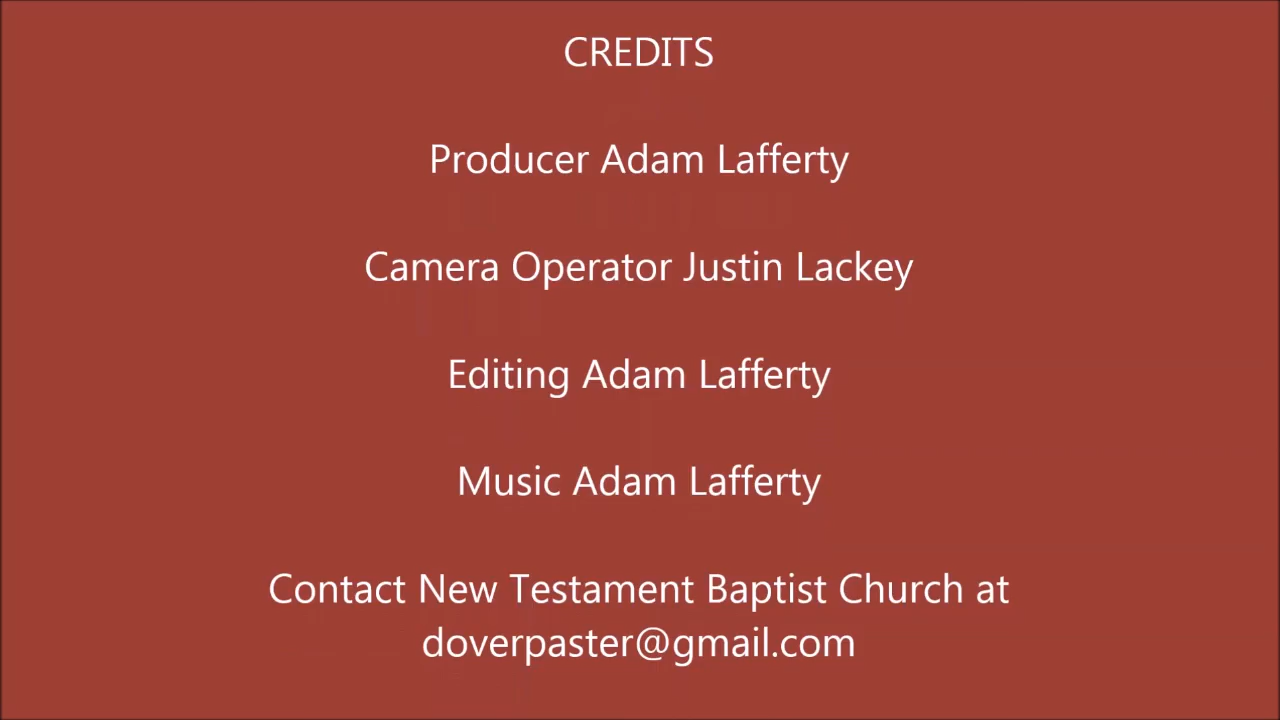 CREDITS
Producer Adam Lafferty
Camera Operator Justin Lackey
Editing Adam Lafferty
Music Adam Lafferty
Contact New Testament Baptist Church at
doverpaster@gmail.com